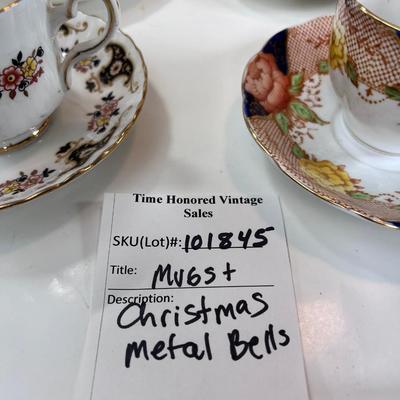 Time Honored Vintage
Sales
SKU(Lot)#: 101845
Title: Mugs +
Description:
Christmas
metal Bells